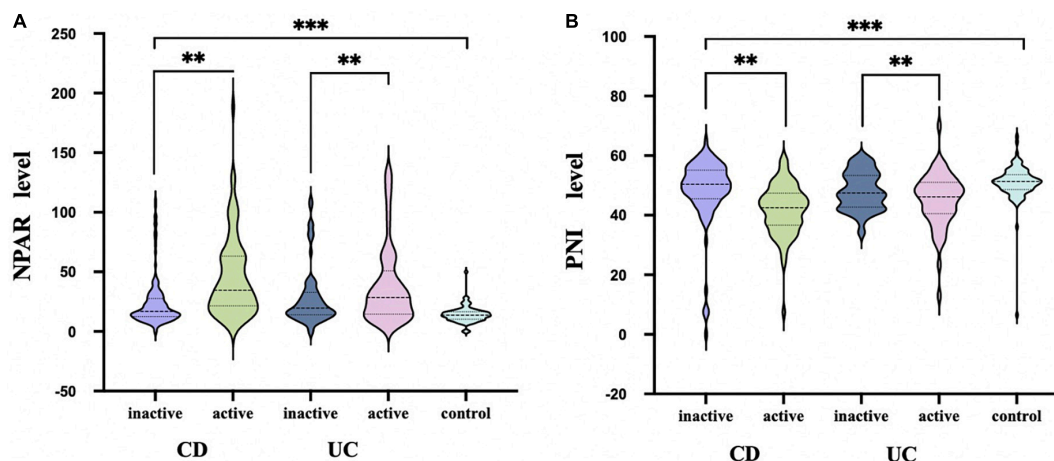 A
NPAR level
250
200
150
100
50
0
-50
***
**
**
inactive
active
inactive
active
control
CD
UC
B
PNI level
100
80
60
40
20
0
-20
***
**
**
inactive
active
inactive
active
control
CD
UC